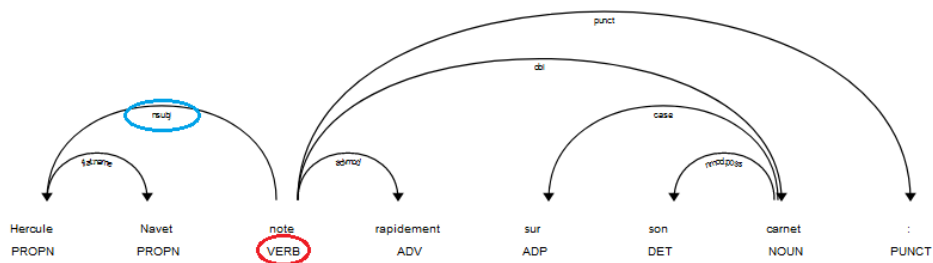 punct
obl
nsubj case
flat:name advmod nmod:poss
Hercule Navet note rapidement sur son carnet :
PROPN PROPN VERB ADV ADP DET NOUN PUNCT